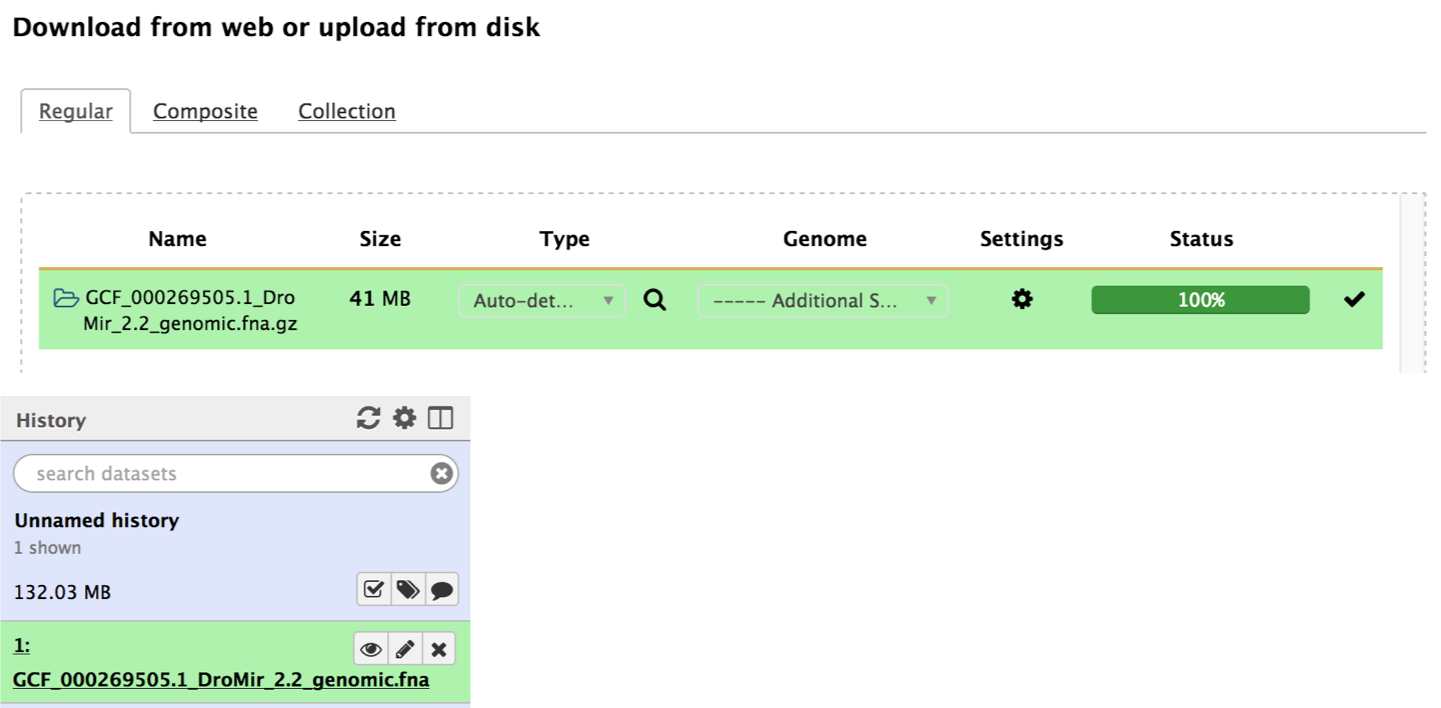 Download from web or upload from disk
Regular Composite Collection
Name Size Type Genome Settings Status
GCF_000269505.1_Dro 41 MB Auto-det... ----- Additional S... 100%
Mir_2.2_genomic.fna.gz
History
search datasets
Unnamed history
1 shown
132.03 MB
1:
GCF_000269505.1_DroMir_2.2_genomic.fna